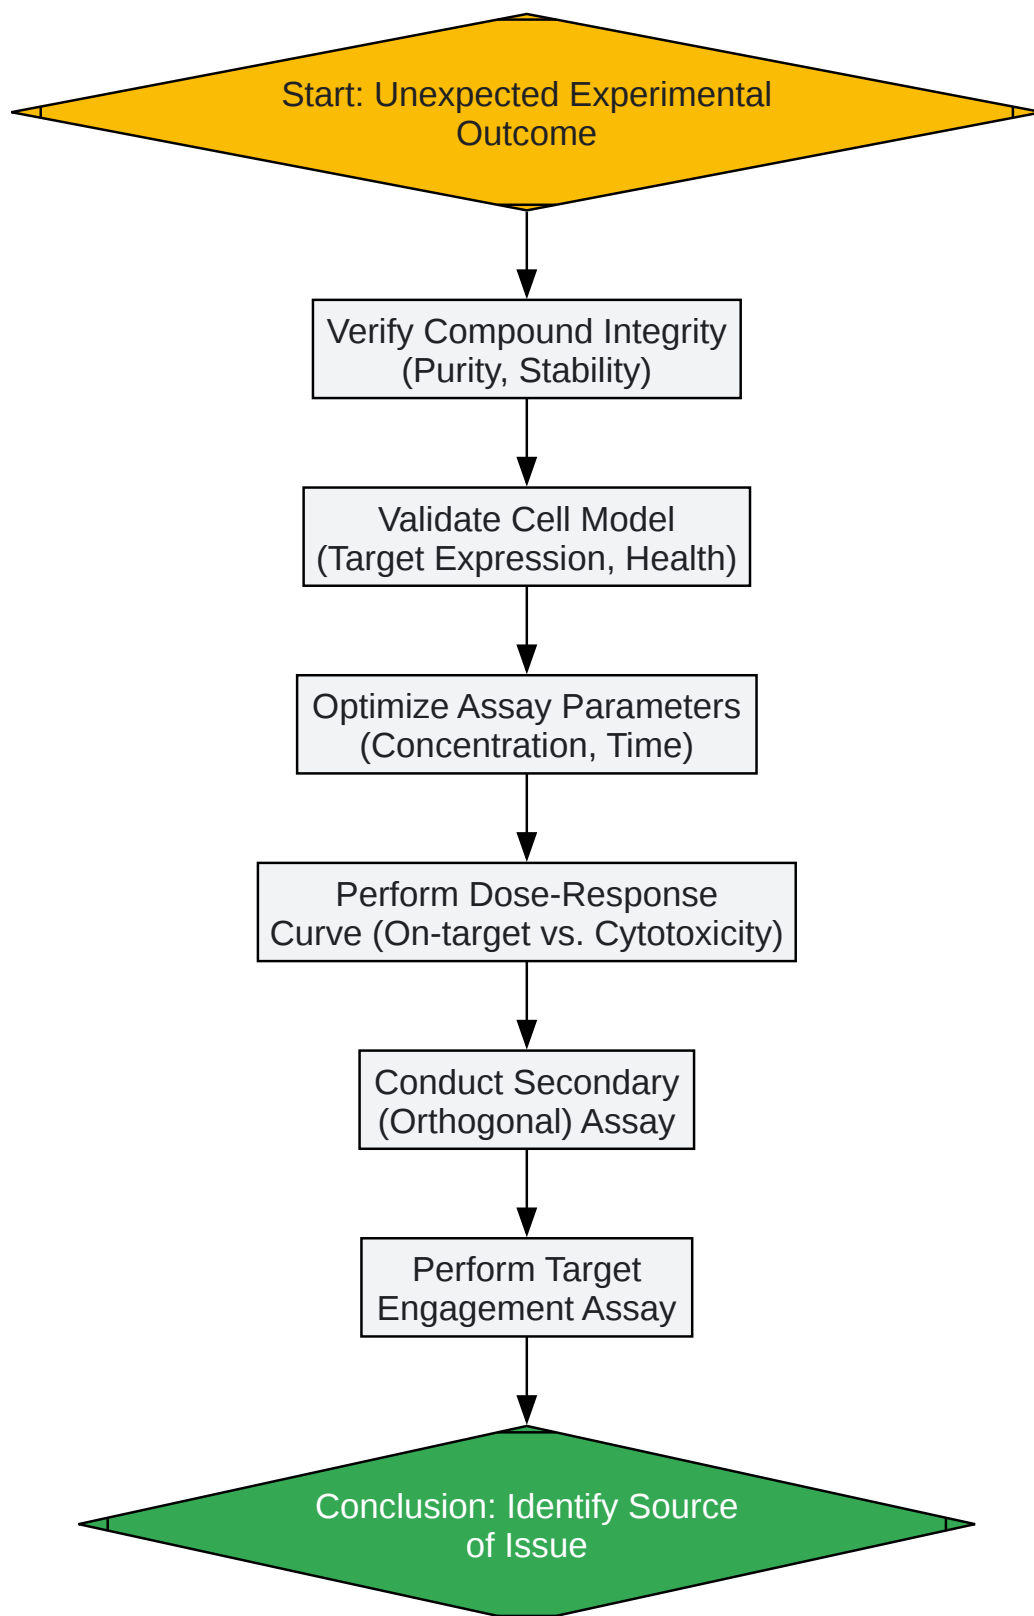 Start: Unexpected Experimental
Outcome
Verify Compound Integrity
(Purity, Stability)
Validate Cell Model
(Target Expression, Health)
Optimize Assay Parameters
(Concentration, Time)
Perform Dose-Response
Curve (On-target vs. Cytotoxicity)
Conduct Secondary
(Orthogonal) Assay
Perform Target
Engagement Assay
Conclusion: Identify Source
of Issue